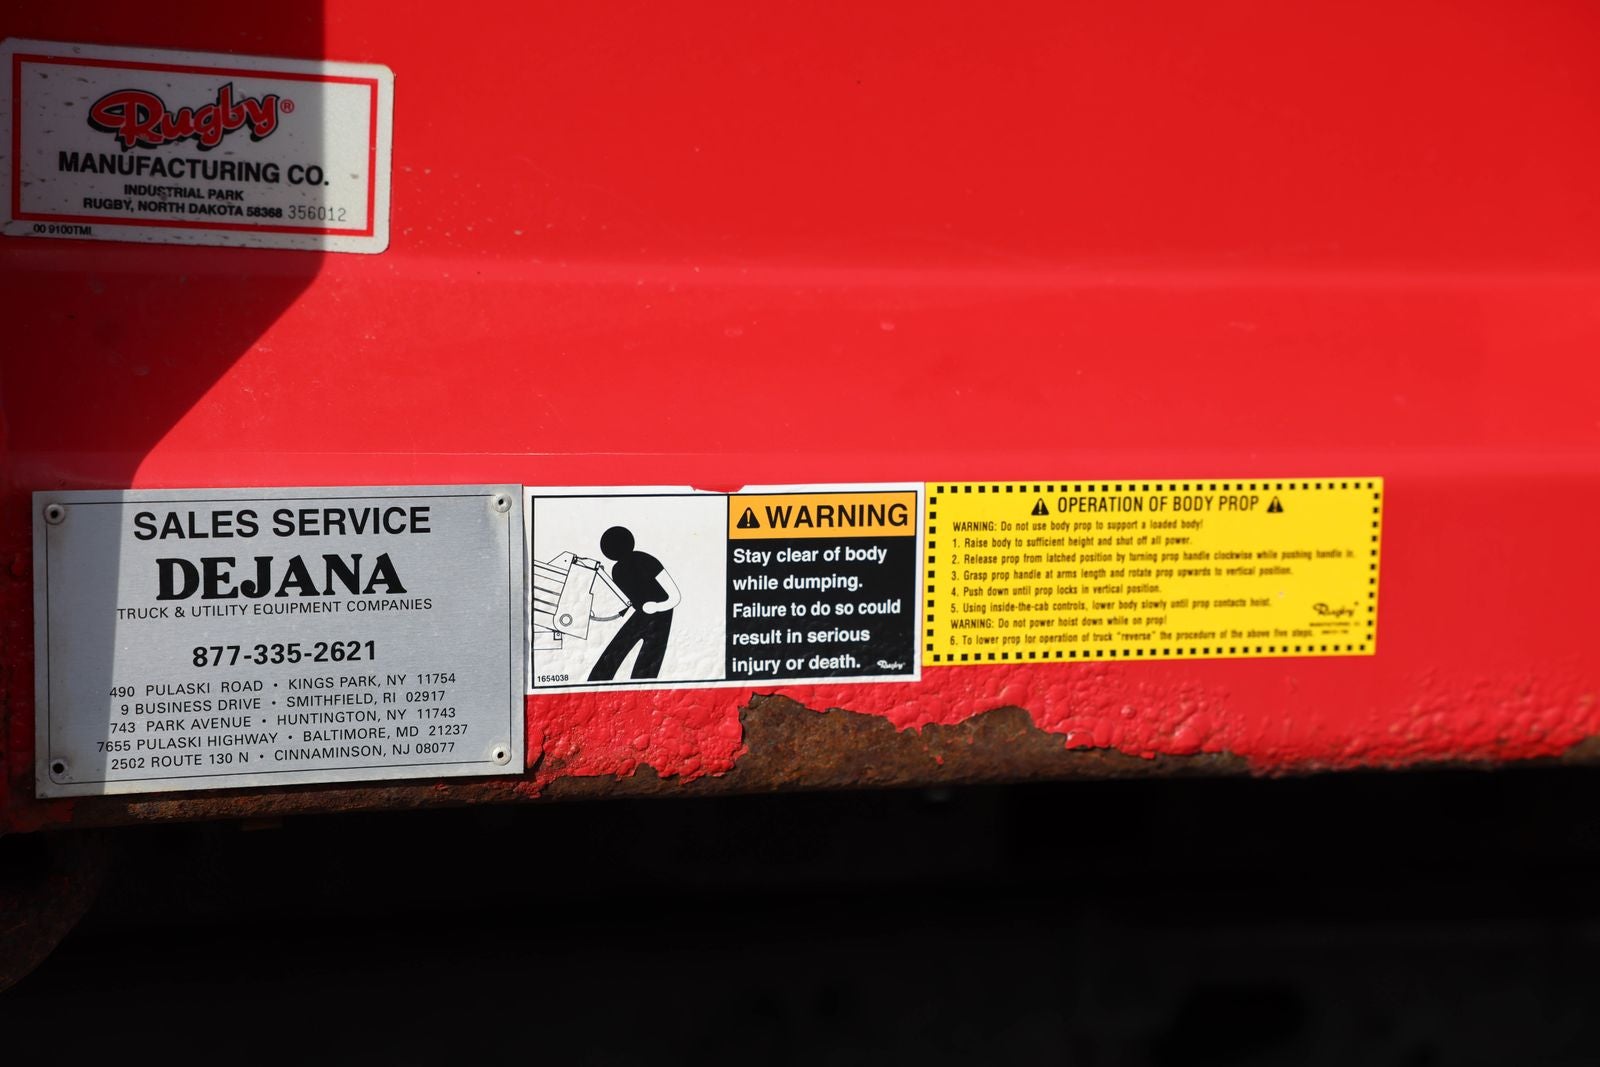 Rugby®
MANUFACTURING CO.
INDUSTRIAL PARK
RUGBY, NORTH DAKOTA 58368 356012
00 9100TMI
SALES SERVICE
DEJANA
TRUCK & UTILITY EQUIPMENT COMPANIES
877-335-2621
490 PULASKI ROAD • KINGS PARK, NY 11754
9 BUSINESS DRIVE • SMITHFIELD, RI 02917
743 PARK AVENUE • HUNTINGTON, NY 11743
7655 PULASKI HIGHWAY • BALTIMORE, MD 21237
2502 ROUTE 130 N • CINNAMINSON, NJ 08077
WARNING
Stay clear of body
while dumping.
Failure to do so could
result in serious
injury or death.
Rugby
1654038
OPERATION OF BODY PROP
WARNING: Do not use body prop to support a loaded body!
1. Raise body to sufficient height and shut off all power.
2. Release prop from latched position by turning prop handle clockwise while pushing handle in.
3. Grasp prop handle at arms length and rotate prop upwards to vertical position.
4. Push down until prop locks in vertical position.
5. Using inside-the-cab controls, lower body slowly until prop contacts hoist.
WARNING: Do not power hoist down while on prop!
6. To lower prop for operation of truck "reverse" the procedure of the above five steps.
Rugby